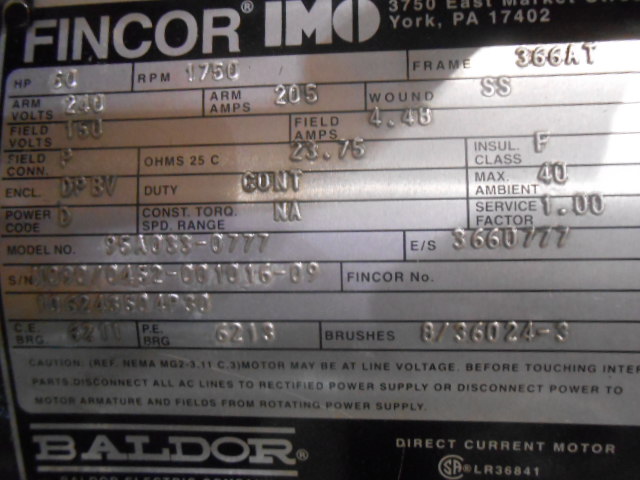 FINCOR® IMO 3750 East Market
York, PA 17402
HP 60 RPM 1750 FRAME 366AT
ARM VOLTS 240 ARM AMPS 205 WOUND SS
FIELD VOLTS 150 FIELD AMPS 4.48
FIELD CONN. P OHMS 25 C 23.75 INSUL. CLASS F
ENCL. DPBV DUTY CONT MAX. AMBIENT 40
POWER CODE D CONST. TORQ. SPD. RANGE NA SERVICE FACTOR 1.00
MODEL NO. E/S 3660777
S/N FINCOR No.
C.E. BRG 6211 P.E. BRG 6213 BRUSHES 8/36024-S
CAUTION: (REF. NEMA MG2-3.11 C.3) MOTOR MAY BE AT LINE VOLTAGE. BEFORE TOUCHING INTER
PARTS DISCONNECT ALL AC LINES TO RECTIFIED POWER SUPPLY OR DISCONNECT POWER TO
MOTOR ARMATURE AND FIELDS FROM ROTATING POWER SUPPLY.
BALDOR® DIRECT CURRENT MOTOR
SA® LR36841
BALDOR ELECTRIC